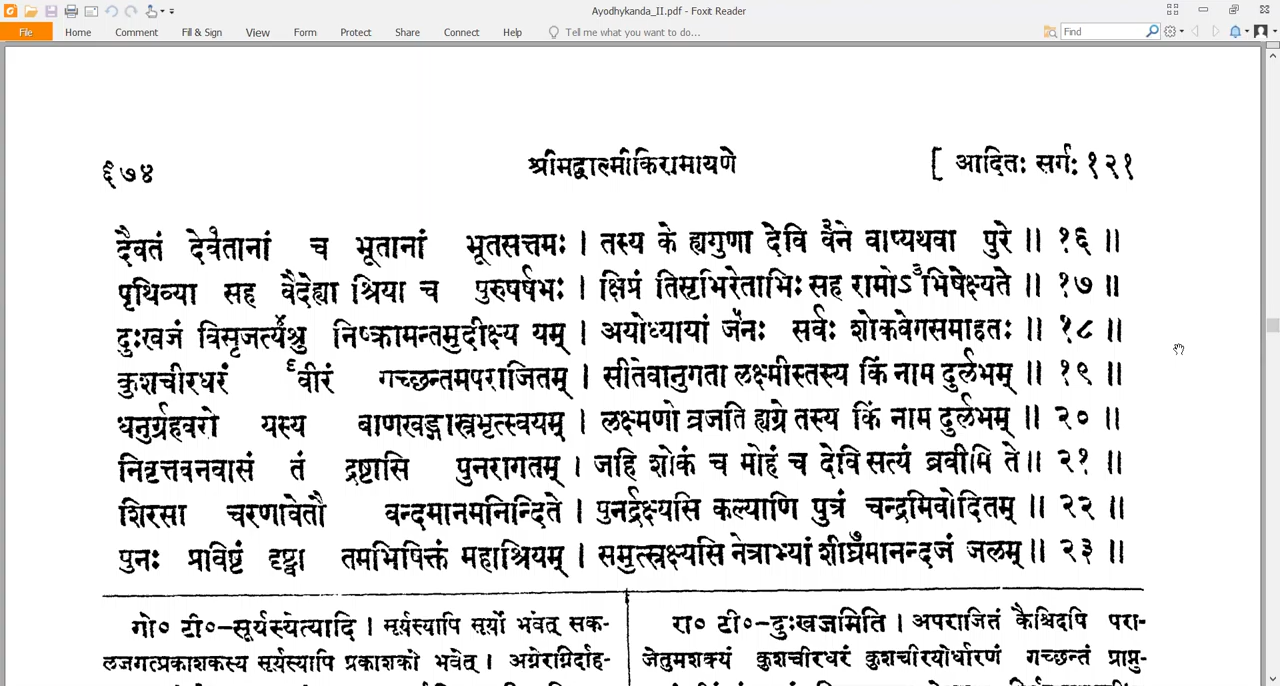 Ayodhykanda_II.pdf - Foxit Reader
File Home Comment Fill & Sign View Form Protect Share Connect Help Tell me what you want to do... Find
६७४ श्रीमद्वाल्मीकिरामायणे [ आदितः सर्गः १२१
दैवतं देवतानां च भूतानां भूतसत्तमः । तस्य के ह्यगुणा देवि वने वाप्यथवा पुरे ॥ १६ ॥
पृथिव्या सह वैदेह्या श्रिया च पुरुषर्षभः । क्षिप्रं तिसृभिरेताभिः सह रामोऽभिषेक्ष्यते ॥ १७ ॥
दुःखजं विसृजत्यश्रु निष्क्रामन्तमुदीक्ष्य यम् । अयोध्यायां जनः सर्वः शोकवेगसमाहतः ॥ १८ ॥
कुशचीरधरं वीरं गच्छन्तमपराजितम् । सीतेवानुगता लक्ष्मीस्तस्य किं नाम दुर्लभम् ॥ १९ ॥
धनुर्ग्रहवरो यस्य बाणखड्गास्त्रभृत्स्वयम् । लक्ष्मणो व्रजति ह्यग्रे तस्य किं नाम दुर्लभम् ॥ २० ॥
निवृत्तवनवासं तं द्रष्टासि पुनरागतम् । जहि शोकं च मोहं च देवि सत्यं ब्रवीमि ते ॥ २१ ॥
शिरसा चरणावेतौ वन्दमानमनिन्दिते । पुनर्द्रक्ष्यसि कल्याणि पुत्रं चन्द्रमिवोदितम् ॥ २२ ॥
पुनः प्रविष्टं दृष्ट्वा तमभिषिक्तं महाश्रियम् । समुत्स्रक्ष्यसि नेत्राभ्यां शीघ्रमानन्दजं जलम् ॥ २३ ॥
गो० टी०-सूर्यस्येत्यादि । सूर्यस्यापि सूर्यो भवेत् सक-
लजगत्प्रकाशकस्य सूर्यस्यापि प्रकाशको भवेत् । अग्नेरग्निर्दाह-
रा० टी०-दुःखजमिति । अपराजितं कैश्चिदपि परा-
जेतुमशक्यं कुशचीरधरं कुशचीरयोर्धारणं गच्छन्तं प्राप्नु-